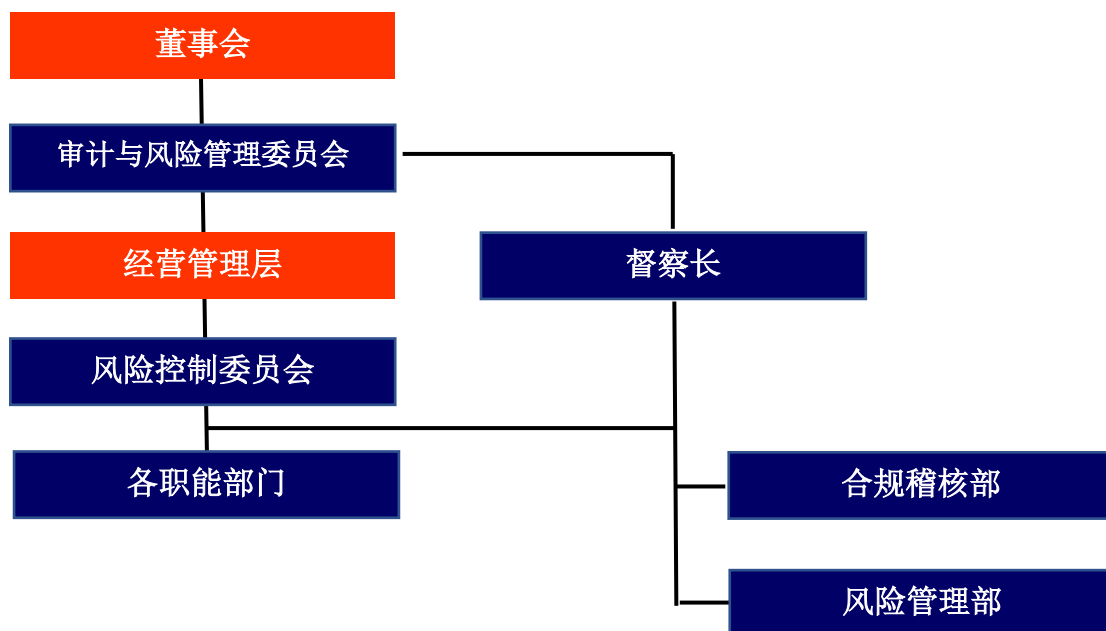 董事会
审计与风险管理委员会
经营管理层
督察长
风险控制委员会
各职能部门
合规稽核部
风险管理部